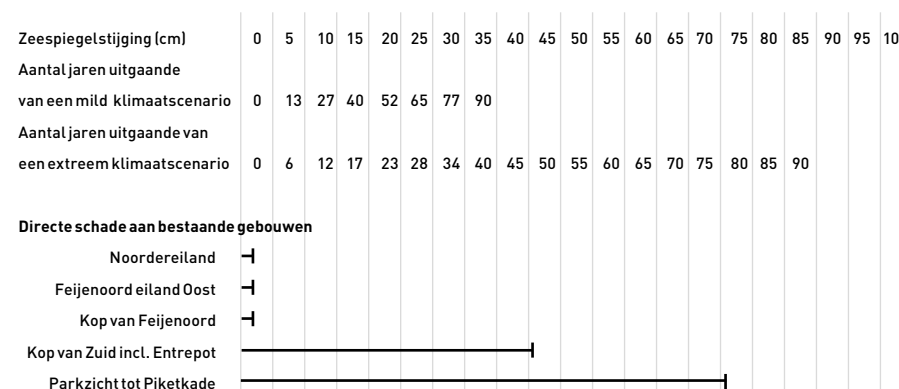 Zeespiegelstijging (cm) 0 5 10 15 20 25 30 35 40 45 50 55 60 65 70 75 80 85 90 95 10
Aantal jaren uitgaande
van een mild klimaatscenario 0 13 27 40 52 65 77 90
Aantal jaren uitgaande van
een extreem klimaatscenario 0 6 12 17 23 28 34 40 45 50 55 60 65 70 75 80 85 90
Directe schade aan bestaande gebouwen
Noordereiland
Feijenoord eiland Oost
Kop van Feijenoord
Kop van Zuid incl. Entrepot
Parkzicht tot Piketkade